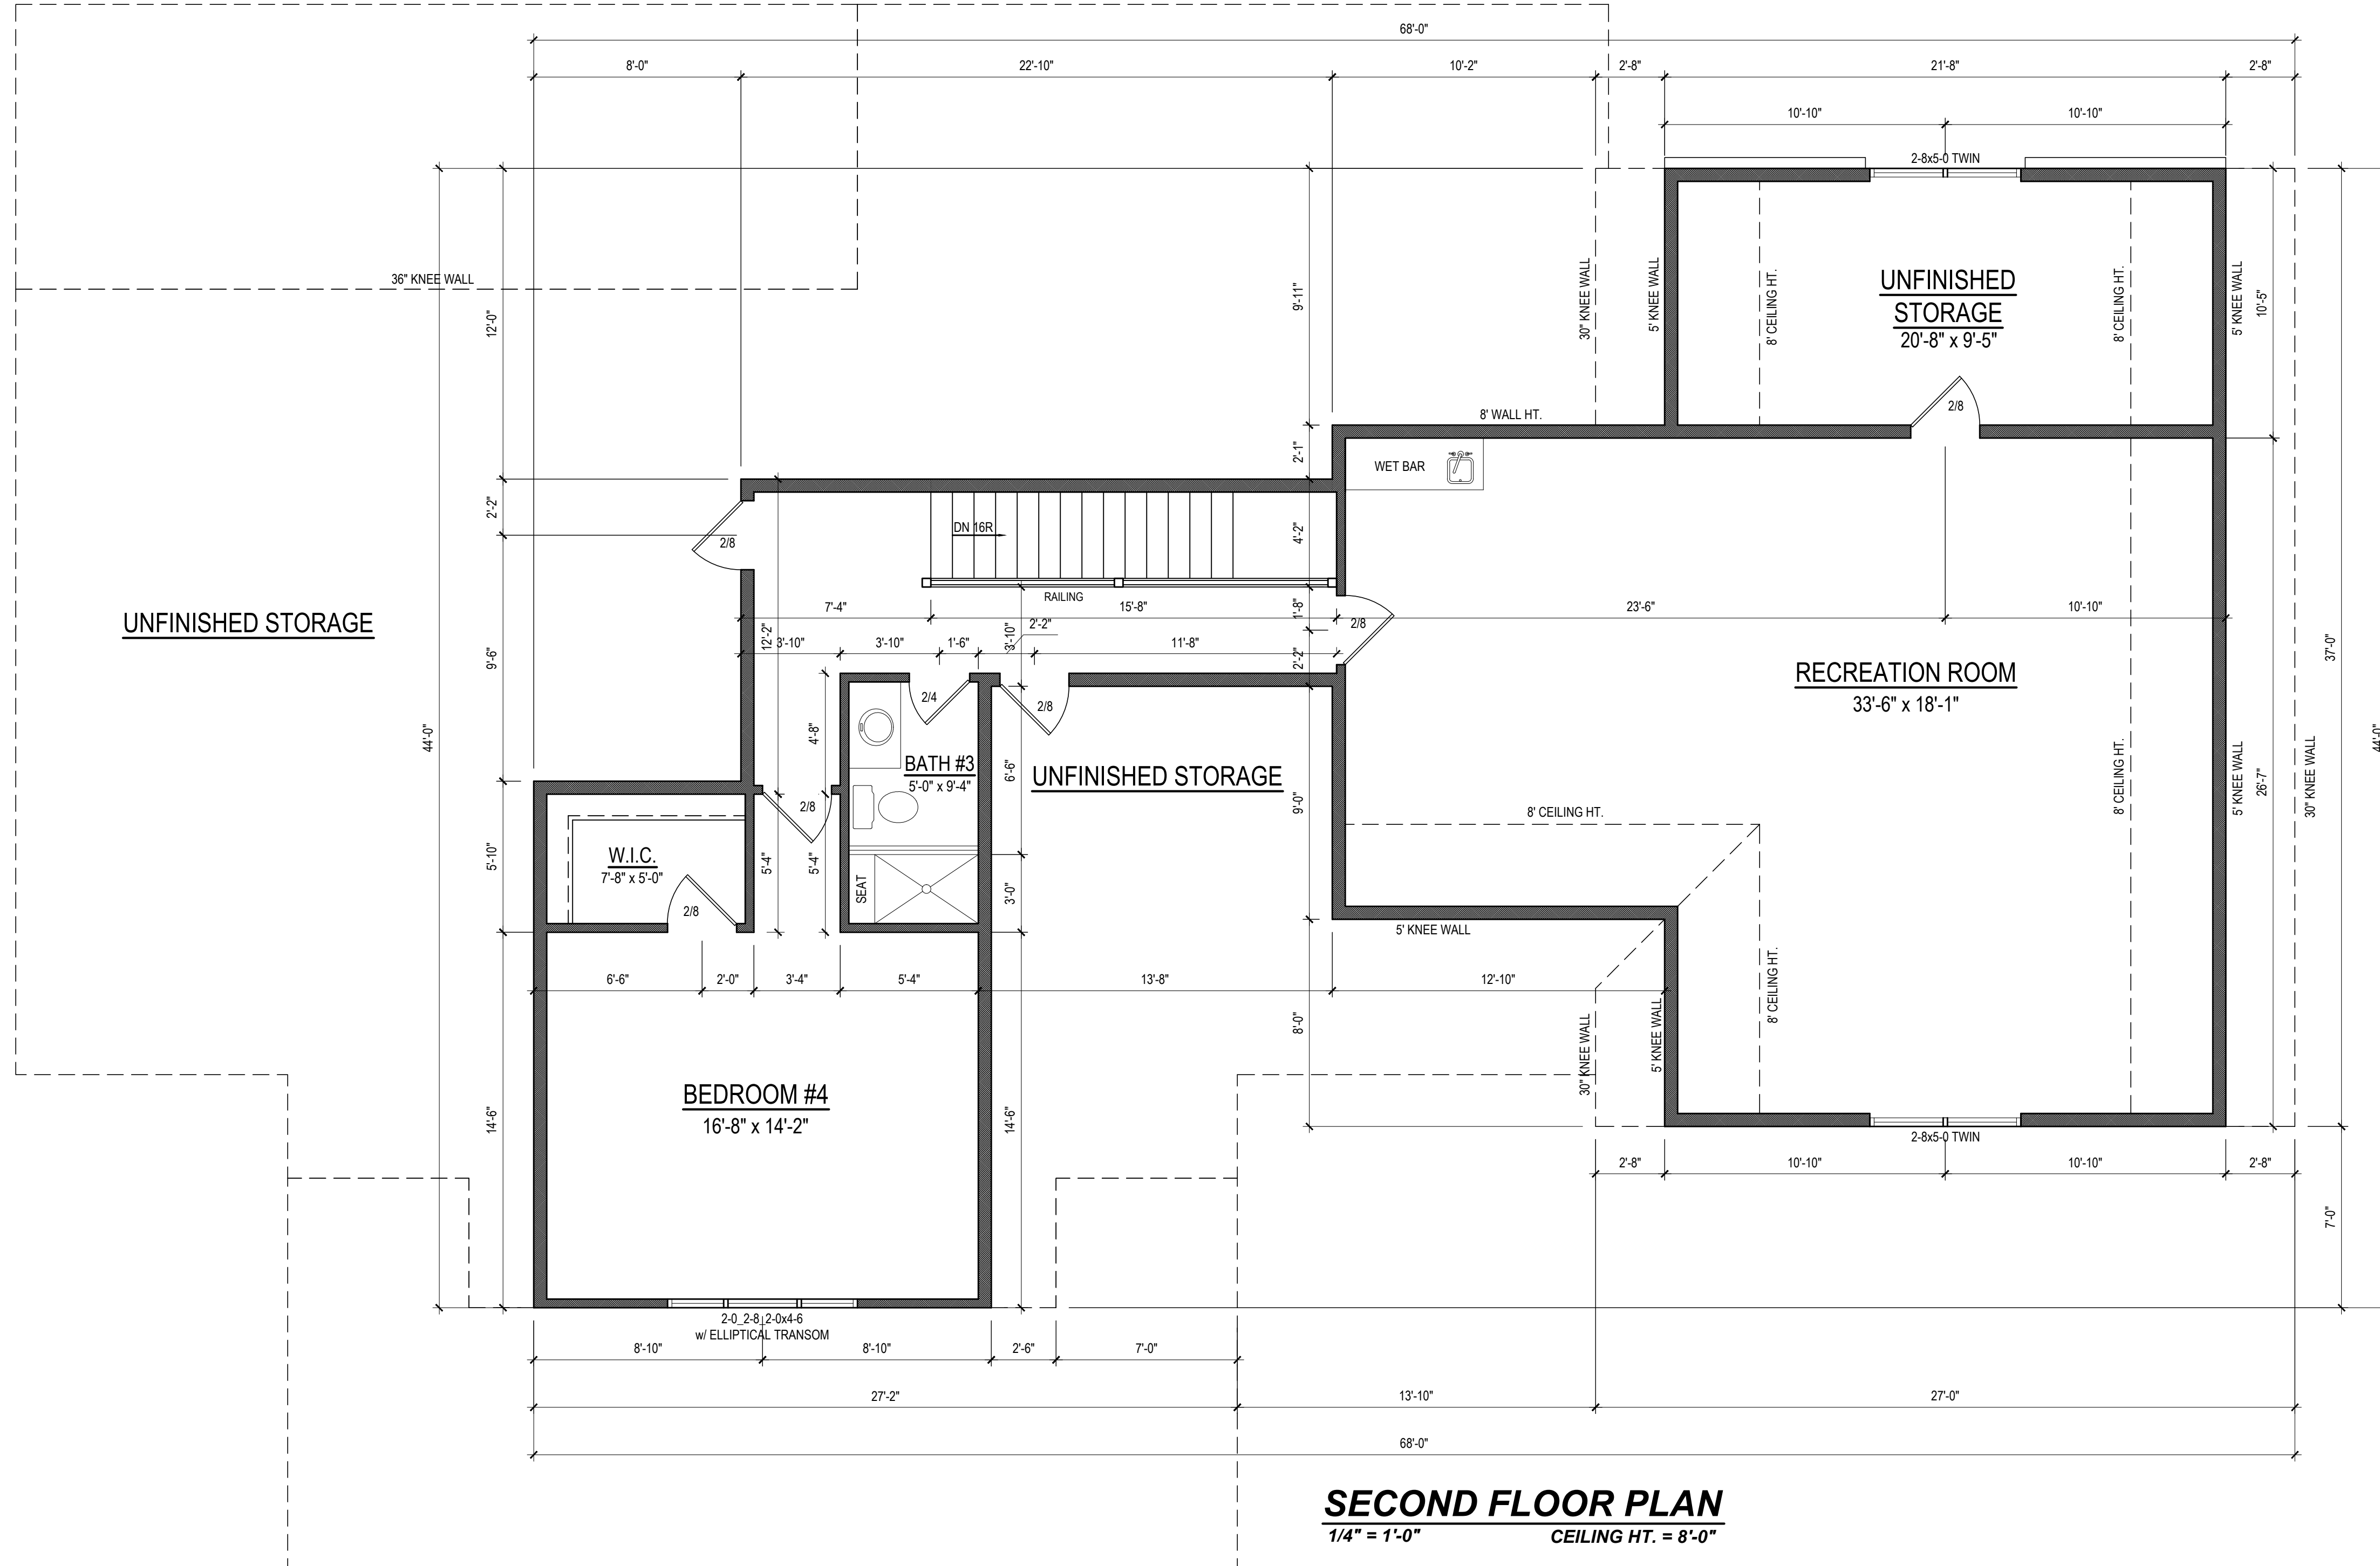 68'-0"
8'-0" 22'-10" 10'-2" 2'-8" 21'-8" 2'-8"
10'-10" 10'-10"
2-8x5-0 TWIN
36" KNEE WALL
12'-0"
9'-11"
30" KNEE WALL
5' KNEE WALL
8' CEILING HT.
UNFINISHED
STORAGE
20'-8" x 9'-5"
8' CEILING HT.
5' KNEE WALL
10'-5"
2/8
8' WALL HT.
2'-1"
WET BAR
2'-2"
2/8
DN 16R
4'-2"
RAILING
7'-4" 15'-8" 1'-8" 23'-6" 10'-10"
2/8
12'-2"
3'-10" 3'-10" 1'-6" 3'-10" 2'-2" 11'-8"
2'-2"
UNFINISHED STORAGE
9'-6"
37'-0"
RECREATION ROOM
33'-6" x 18'-1"
2/4
2/8
44'-0"
4'-8"
BATH #3
5'-0" x 9'-4"
6'-6"
UNFINISHED STORAGE
9'-0"
8' CEILING HT.
5' KNEE WALL
26'-7"
30" KNEE WALL
44'-0"
2/8
8' CEILING HT.
W.I.C.
7'-8" x 5'-0"
5'-10"
5'-4"
5'-4"
SEAT
3'-0"
2/8
5' KNEE WALL
6'-6" 2'-0" 3'-4" 5'-4" 13'-8" 12'-10"
8' CEILING HT.
8'-0"
30" KNEE WALL
5' KNEE WALL
BEDROOM #4
16'-8" x 14'-2"
14'-6"
14'-6"
2-8x5-0 TWIN
2'-8" 10'-10" 10'-10" 2'-8"
7'-0"
2-0_2-8_2-0x4-6
w/ ELLIPTICAL TRANSOM
8'-10" 8'-10" 2'-6" 7'-0"
27'-2" 13'-10" 27'-0"
68'-0"
SECOND FLOOR PLAN
1/4" = 1'-0" CEILING HT. = 8'-0"